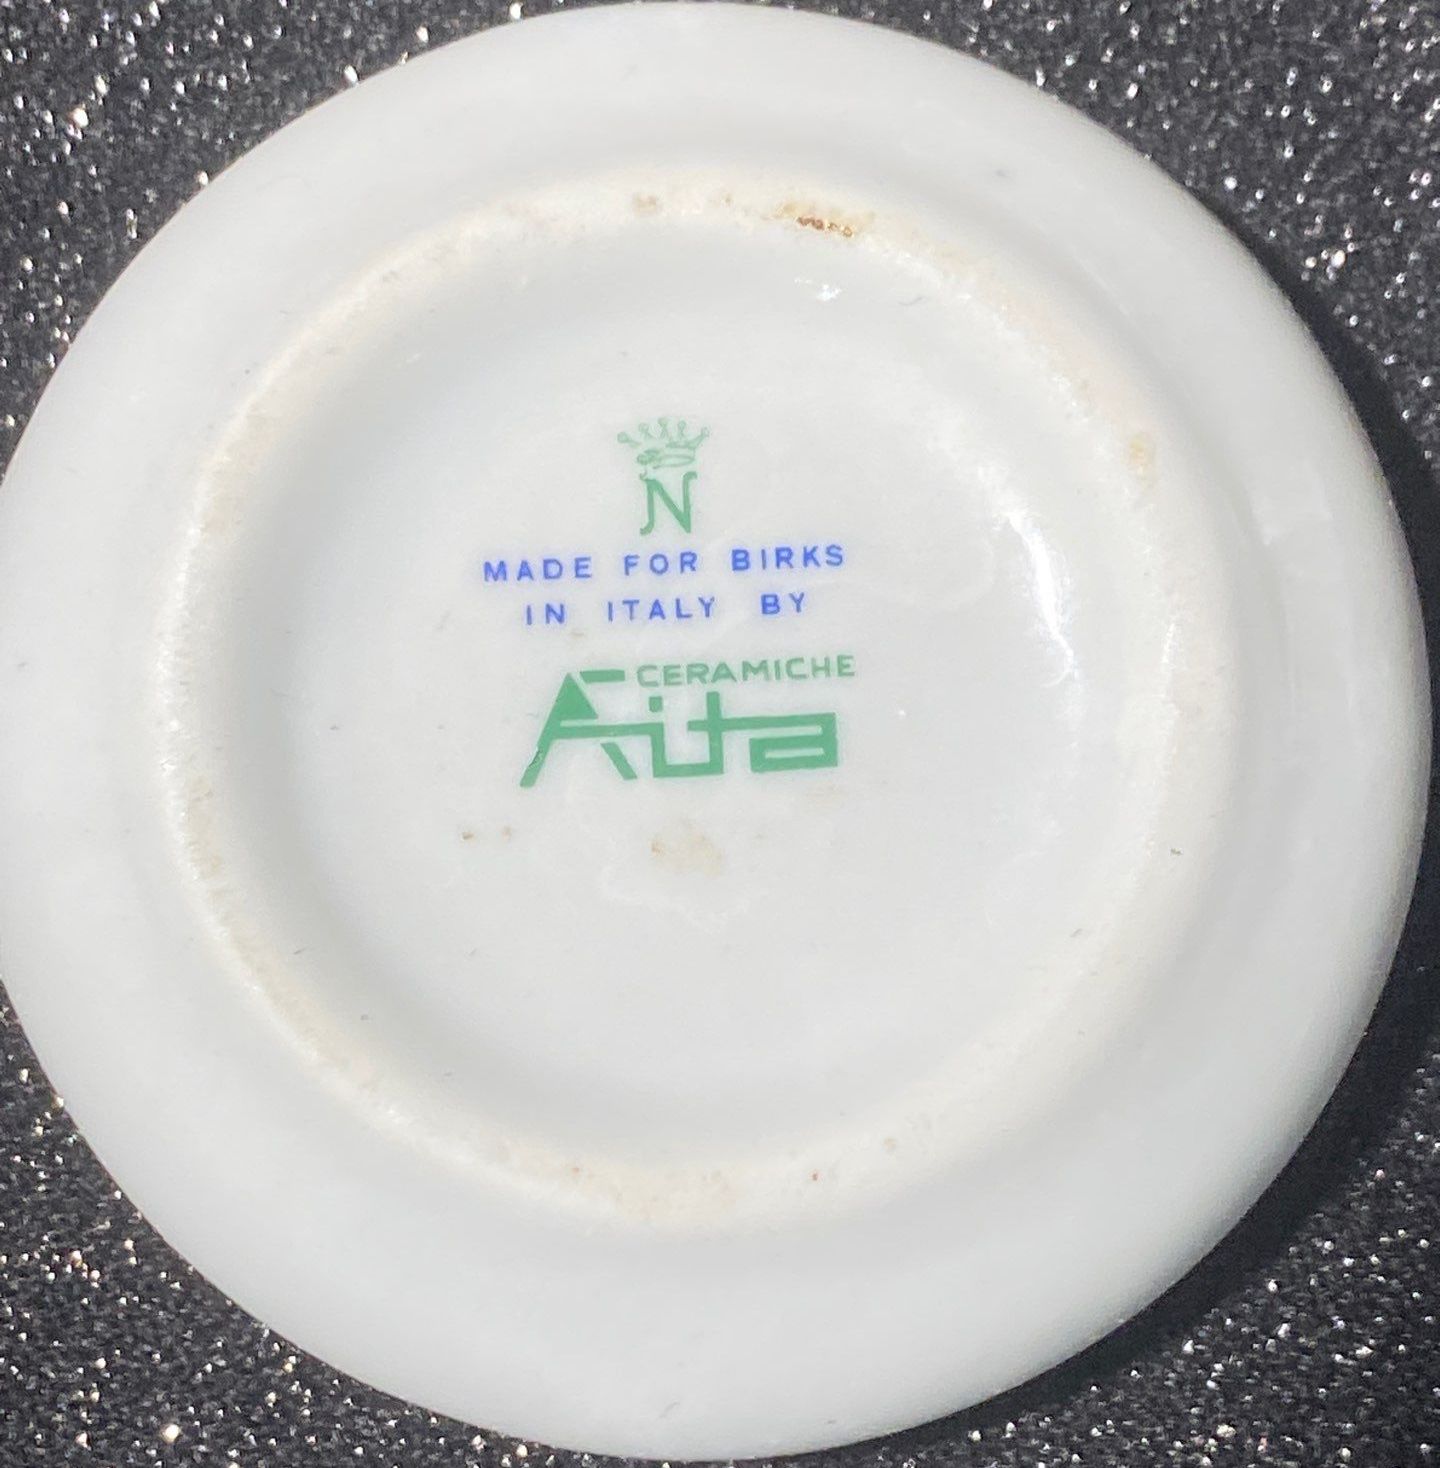 N
MADE FOR BIRKS
IN ITALY BY
CERAMICHE
Aita